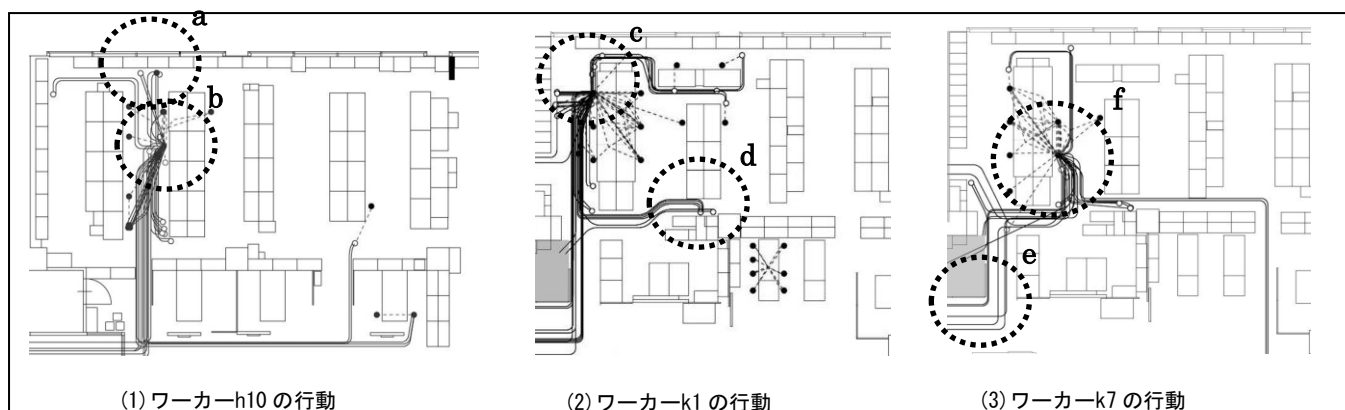 a
b
c
d
e
f
(1)ワーカーh10 の行動
(2)ワーカーk1 の行動
(3)ワーカーk7 の行動